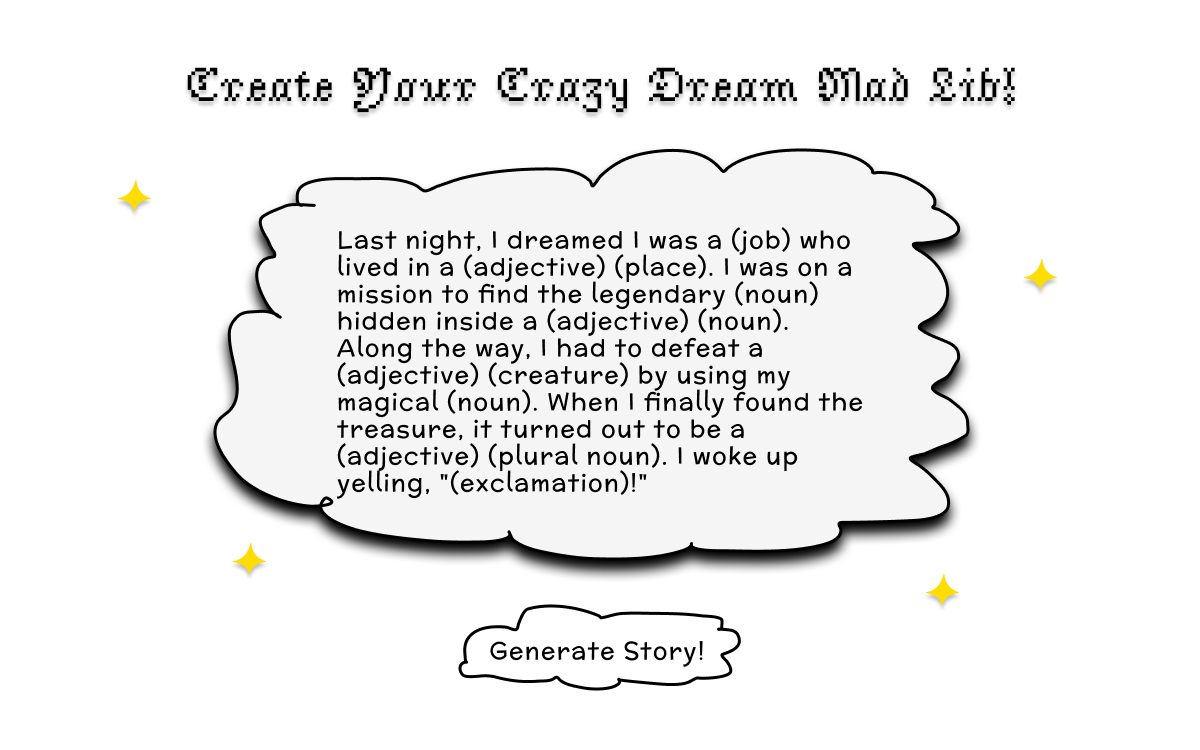 Create Your Crazy Dream Mad Lib!
Last night, I dreamed I was a (job) who
lived in a (adjective) (place). I was on a
mission to find the legendary (noun)
hidden inside a (adjective) (noun).
Along the way, I had to defeat a
(adjective) (creature) by using my
magical (noun). When I finally found the
treasure, it turned out to be a
(adjective) (plural noun). I woke up
yelling, "(exclamation)!"
Generate Story!